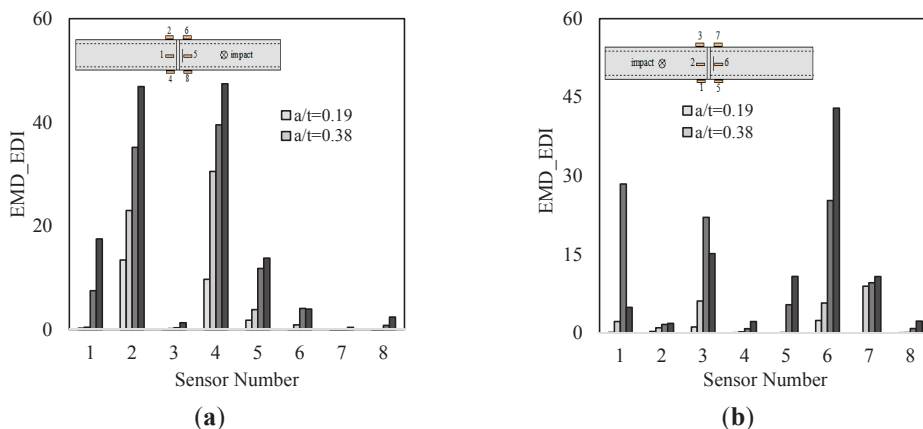 60
40
20
0
EMD_EDI
2 6
1 5 impact
4 8
a/t=0.19
a/t=0.38
1 2 3 4 5 6 7 8
Sensor Number
(a)
60
45
30
15
0
EMD_EDI
3 7
impact 2 6
1 5
a/t=0.19
a/t=0.38
1 2 3 4 5 6 7 8
Sensor Number
(b)